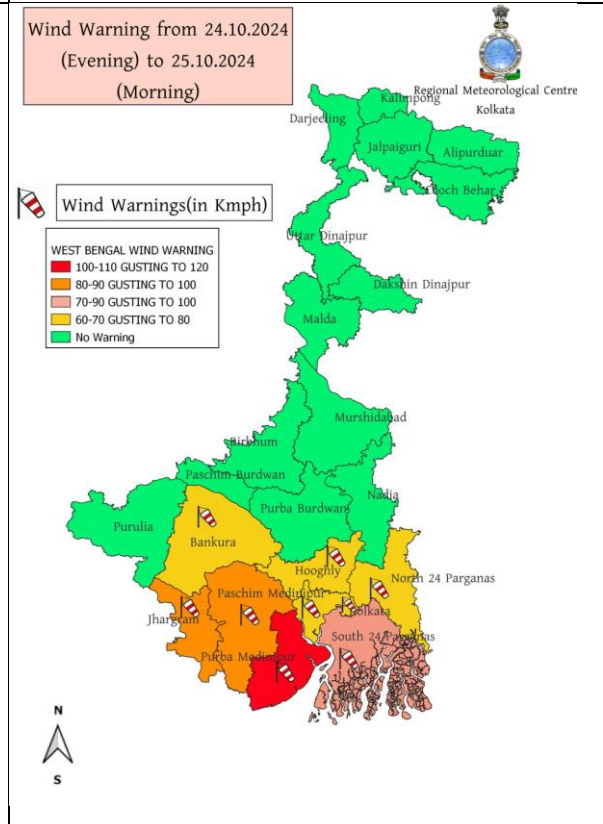 Wind Warning from 24.10.2024
(Evening) to 25.10.2024
(Morning)
Regional Meteorological Centre
Kolkata
Kalimpong
Darjeeling
Jalpaiguri
Alipurduar
Cooch Behar
Wind Warnings(in Kmph)
Uttar Dinajpur
WEST BENGAL WIND WARNING
100-110 GUSTING TO 120
80-90 GUSTING TO 100
70-90 GUSTING TO 100
60-70 GUSTING TO 80
No Warning
Dakshin Dinajpur
Malda
Murshidabad
Birbhum
Paschim Burdwan
Nadia
Purba Burdwan
Purulia
Bankura
Hooghly
North 24 Parganas
Paschim Medinipur
Kolkata
Jhargram
South 24 Parganas
Purba Medinipur
N
S